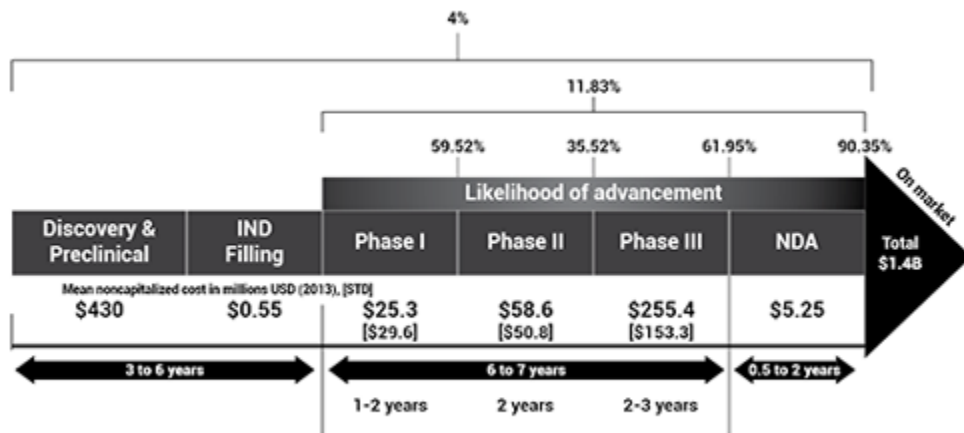 4%
11.83%
59.52% 35.52% 61.95% 90.35%
Likelihood of advancement
On market
Discovery &
Preclinical
IND
Filling
Phase I
Phase II
Phase III
NDA
Total
$1.4B
Mean noncapitalized cost in millions USD (2013), [STD]
$430 $0.55 $25.3 $58.6 $255.4 $5.25
[$29.6] [$50.8] [$153.3]
3 to 6 years 6 to 7 years 0.5 to 2 years
1-2 years 2 years 2-3 years